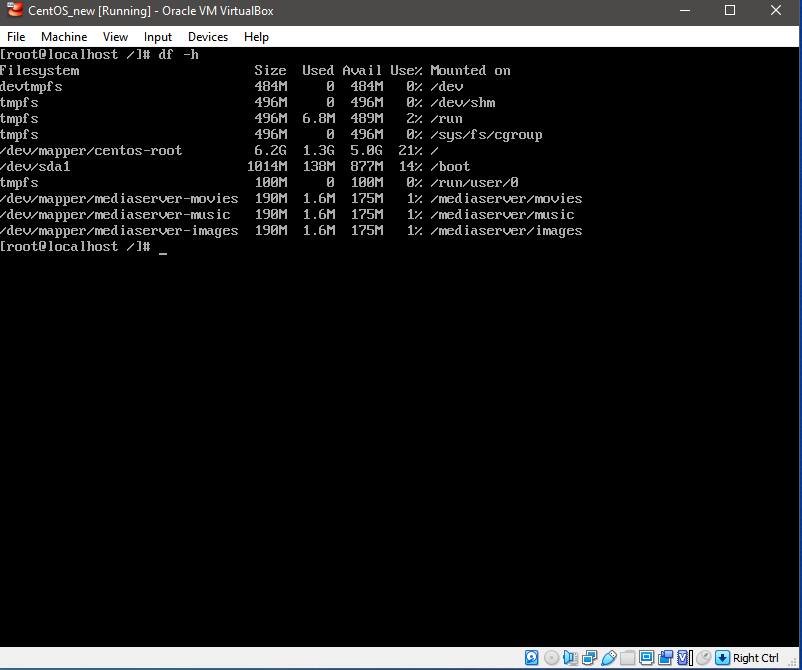 CentOS_new [Running] - Oracle VM VirtualBox
File Machine View Input Devices Help
[root@localhost /]# df -h
Filesystem Size Used Avail Use% Mounted on
devtmpfs 484M 0 484M 0% /dev
tmpfs 496M 0 496M 0% /dev/shm
tmpfs 496M 6.8M 489M 2% /run
tmpfs 496M 0 496M 0% /sys/fs/cgroup
/dev/mapper/centos-root 6.2G 1.3G 5.0G 21% /
/dev/sda1 1014M 138M 877M 14% /boot
tmpfs 100M 0 100M 0% /run/user/0
/dev/mapper/mediaserver-movies 190M 1.6M 175M 1% /mediaserver/movies
/dev/mapper/mediaserver-music 190M 1.6M 175M 1% /mediaserver/music
/dev/mapper/mediaserver-images 190M 1.6M 175M 1% /mediaserver/images
[root@localhost /]# _
Right Ctrl